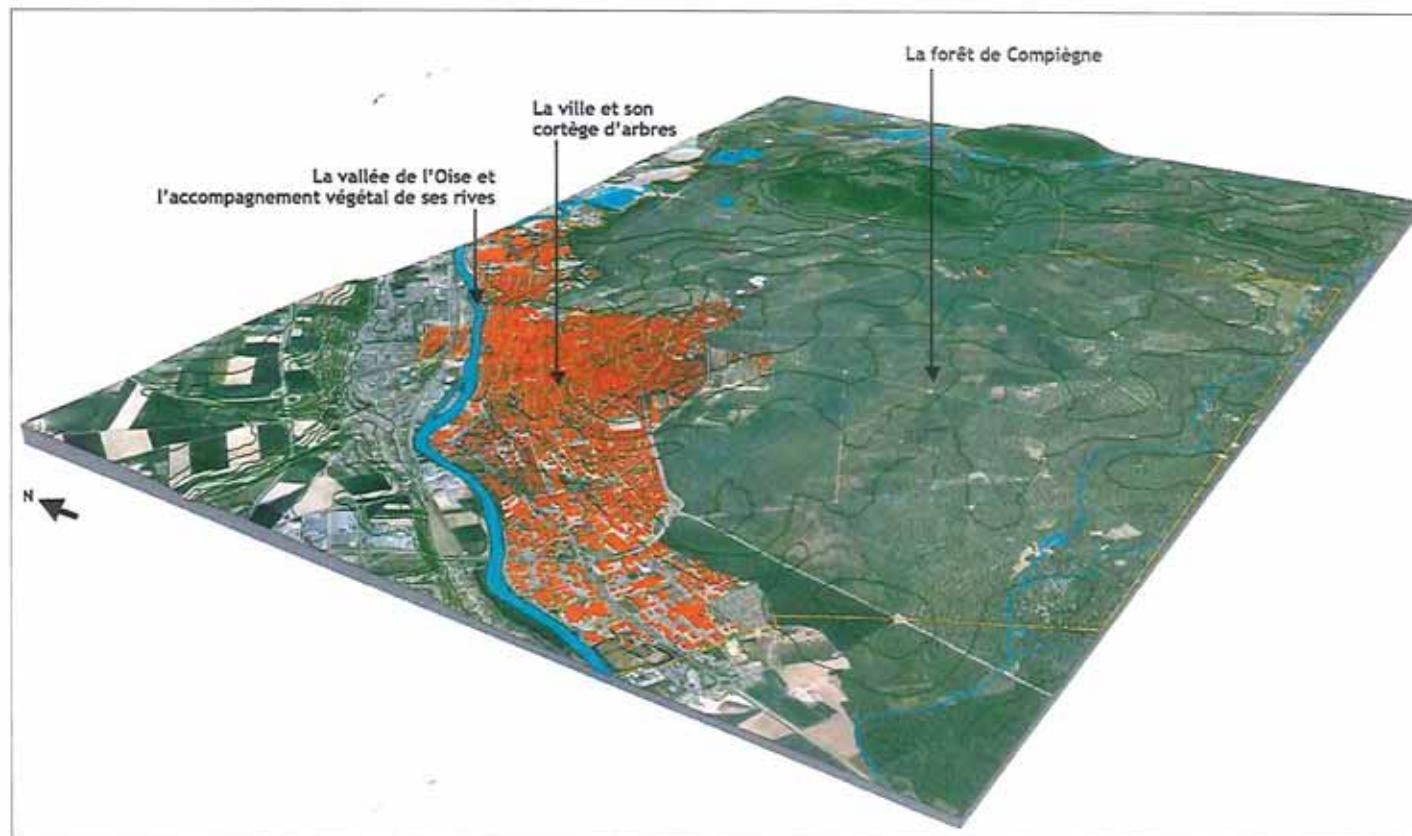 La forêt de Compiègne
La ville et son
cortège d'arbres
La vallée de l'Oise et
l'accompagnement végétal de ses rives
N